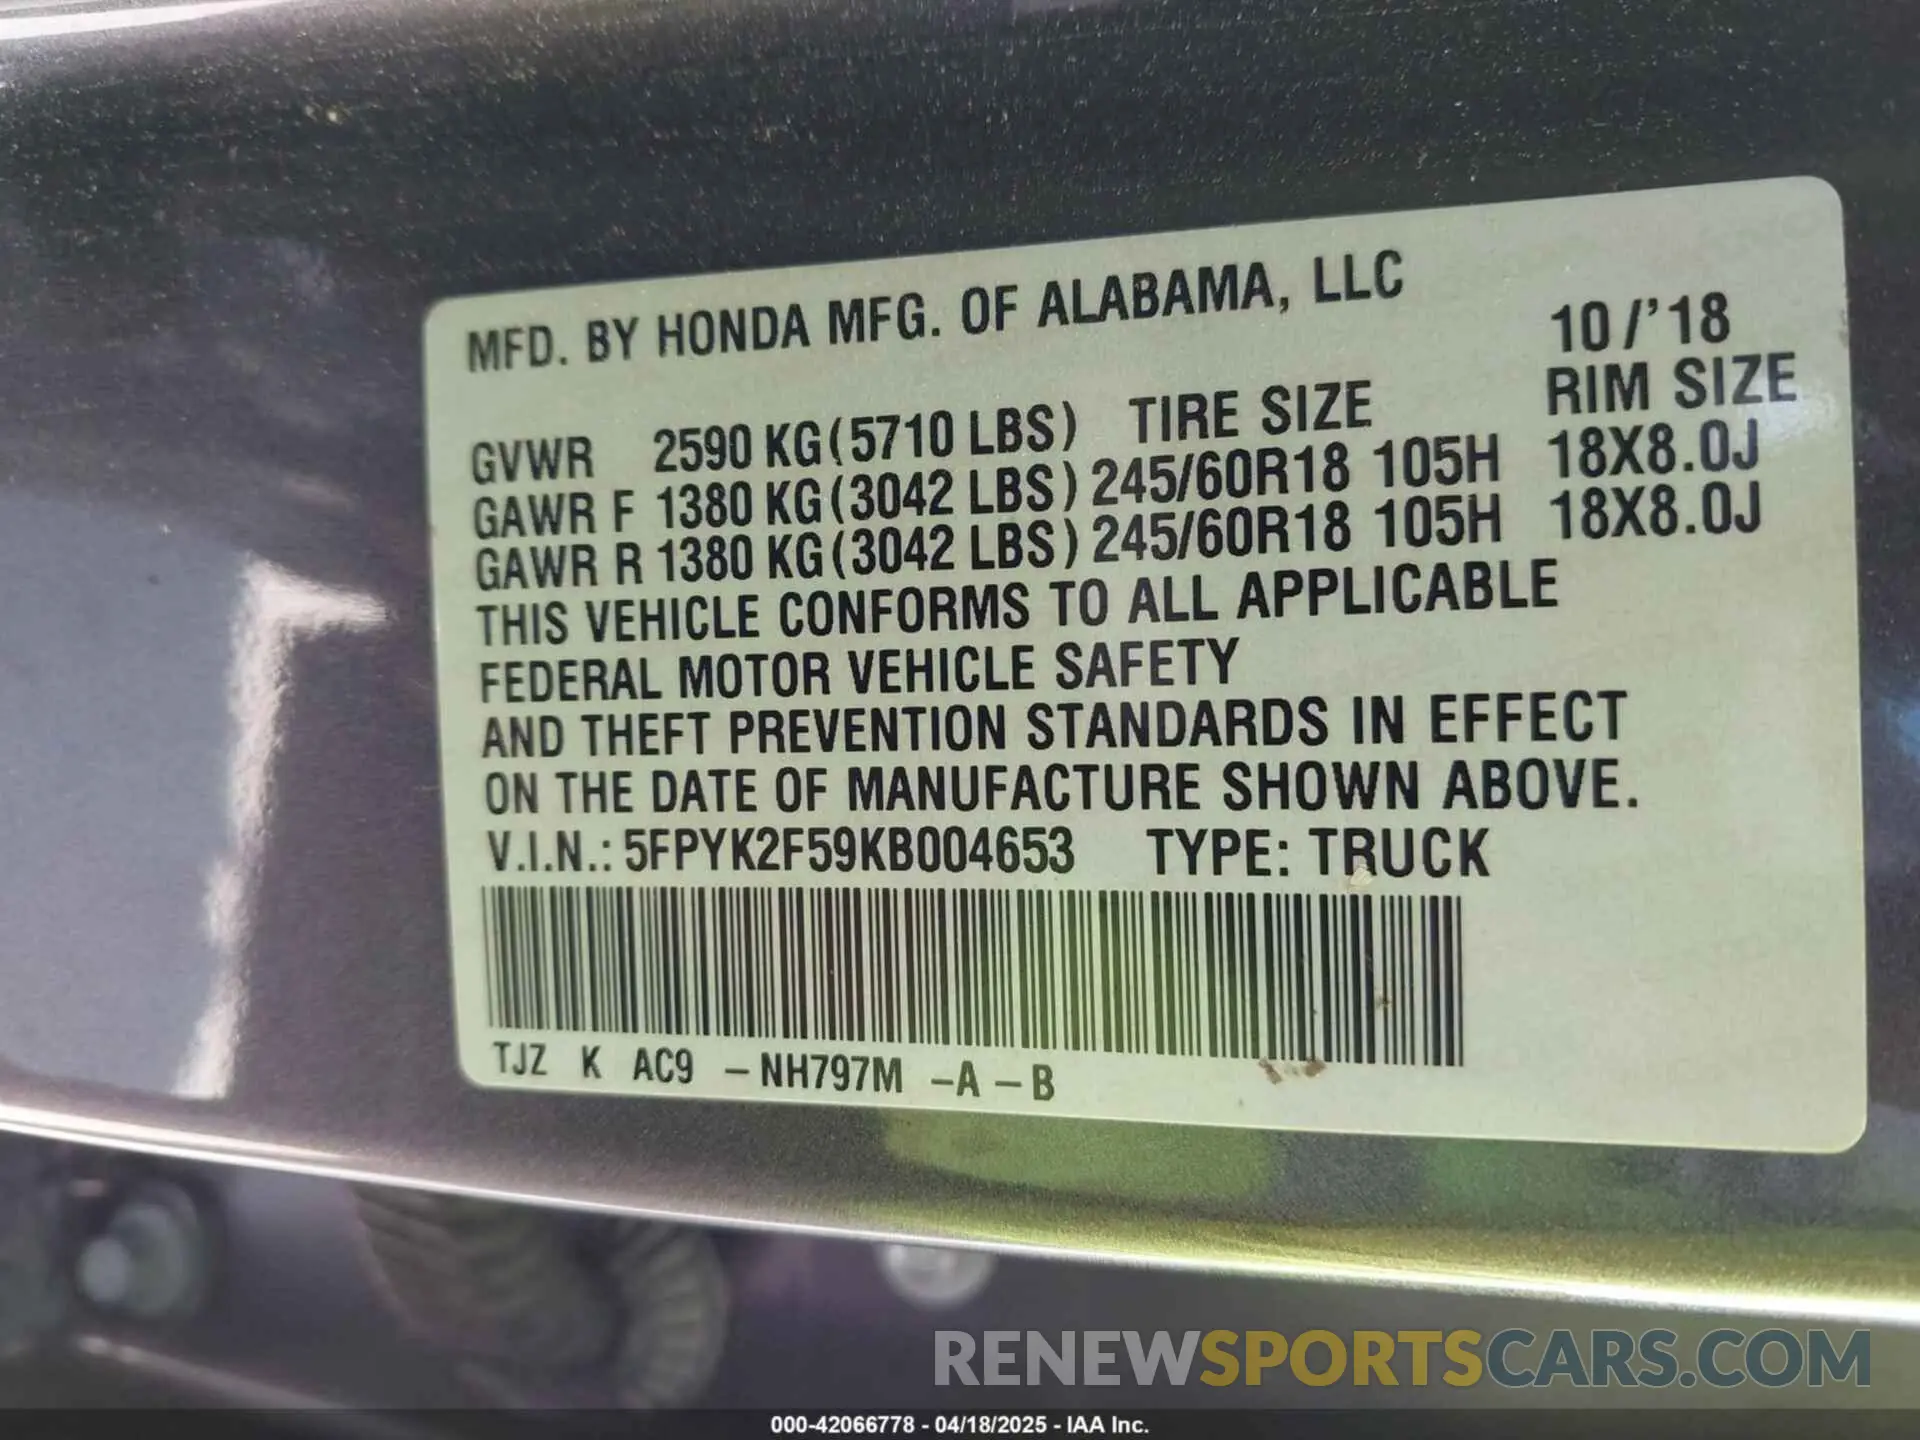 MFD. BY HONDA MFG. OF ALABAMA, LLC
10/'18
GVWR 2590 KG(5710 LBS) TIRE SIZE RIM SIZE
GAWR F 1380 KG(3042 LBS) 245/60R18 105H 18X8.0J
GAWR R 1380 KG(3042 LBS) 245/60R18 105H 18X8.0J
THIS VEHICLE CONFORMS TO ALL APPLICABLE
FEDERAL MOTOR VEHICLE SAFETY
AND THEFT PREVENTION STANDARDS IN EFFECT
ON THE DATE OF MANUFACTURE SHOWN ABOVE.
V.I.N.: 5FPYK2F59KB004653 TYPE: TRUCK
TJZ K AC9 –NH797M –A –B
RENEWSPORTSCARS.COM
000-42066778 - 04/18/2025 - IAA Inc.